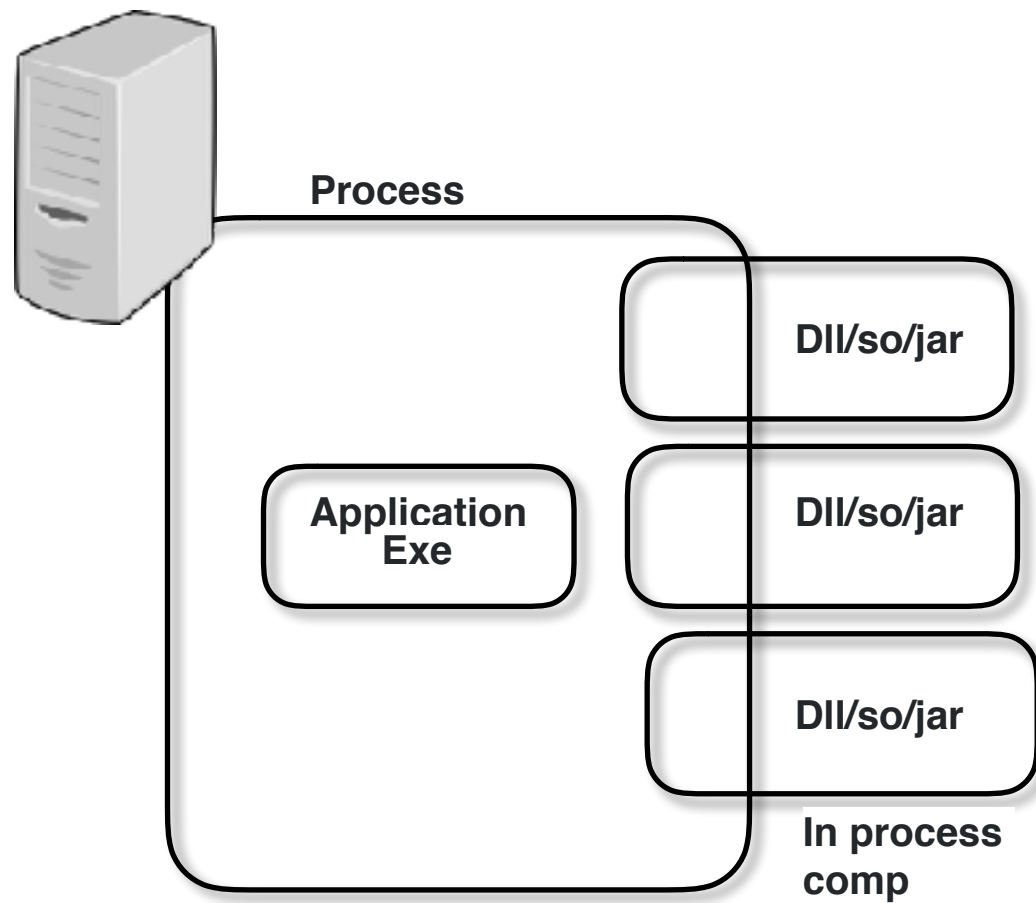 Process
Dll/so/jar
Application
Exe
Dll/so/jar
Dll/so/jar
In process
comp